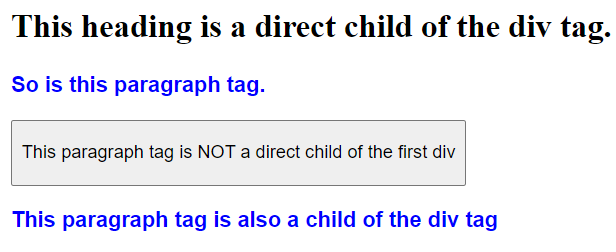 This heading is a direct child of the div tag.
So is this paragraph tag.
This paragraph tag is NOT a direct child of the first div
This paragraph tag is also a child of the div tag